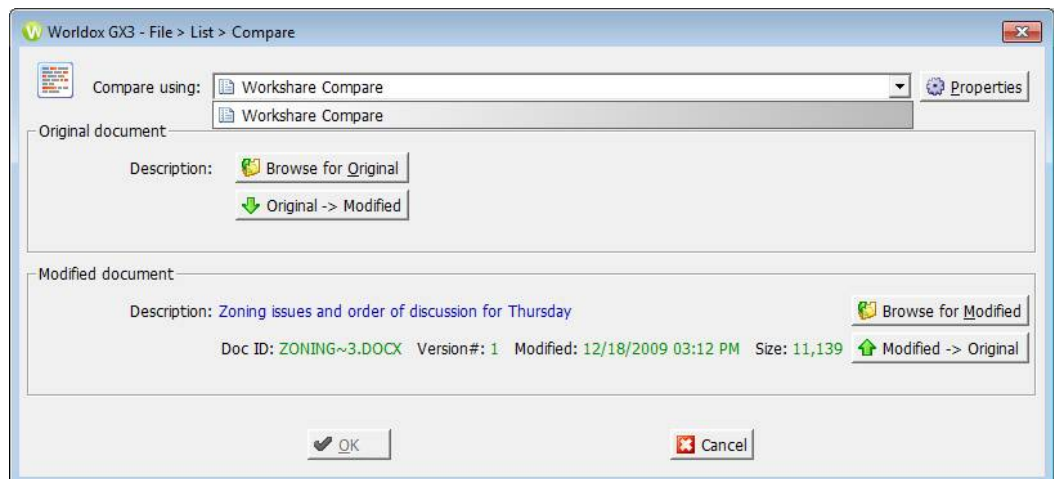 Worldox GX3 - File > List > Compare
Compare using: Workshare Compare Properties
Workshare Compare
Original document
Description: Browse for Original
Original -> Modified
Modified document
Description: Zoning issues and order of discussion for Thursday Browse for Modified
Doc ID: ZONING~3.DOCX Version#: 1 Modified: 12/18/2009 03:12 PM Size: 11,139 Modified -> Original
OK Cancel